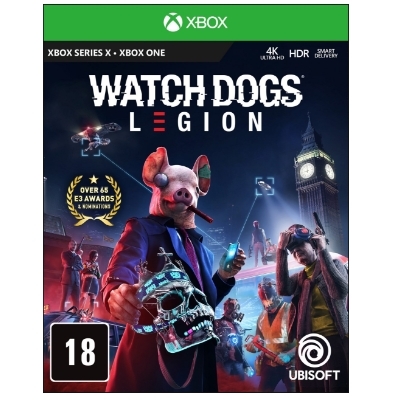 XBOX
XBOX SERIES X • XBOX ONE
4K
ULTRA HD
HDR
SMART
DELIVERY
WATCH DOGS
LEGION
OVER 65
E3 AWARDS
& NOMINATIONS
18
UBISOFT